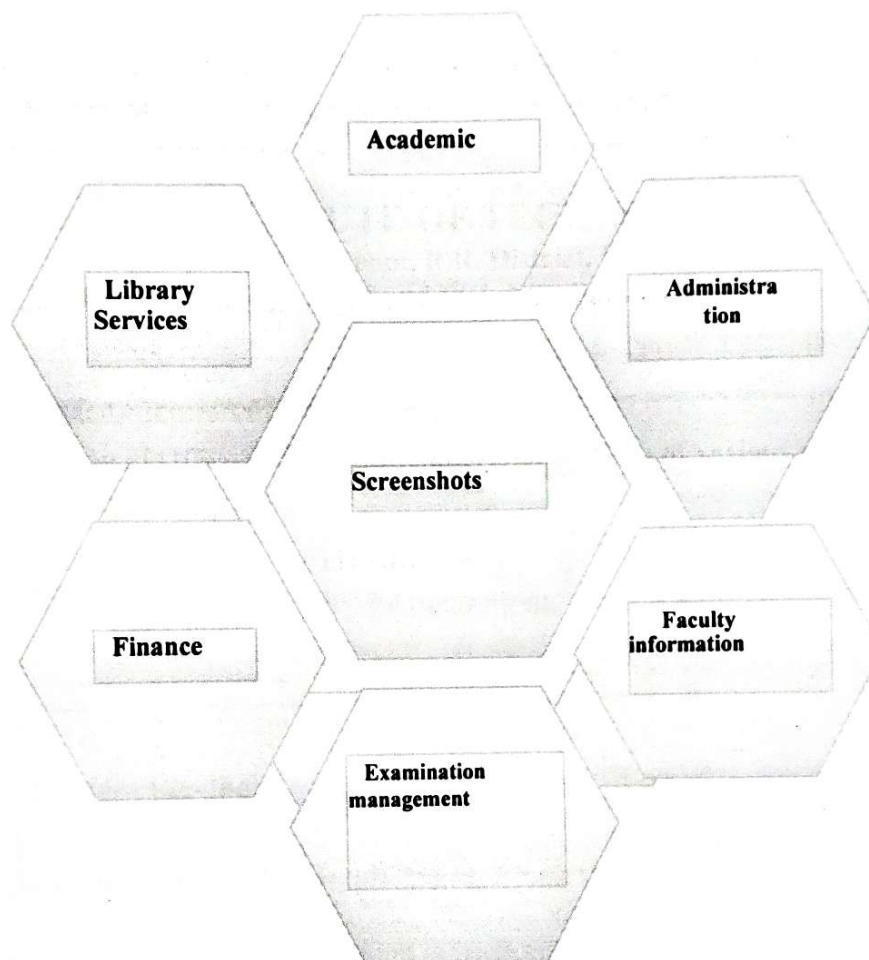 Academic
Library
Services
Administra
tion
Screenshots
Finance
Faculty
information
Examination
management